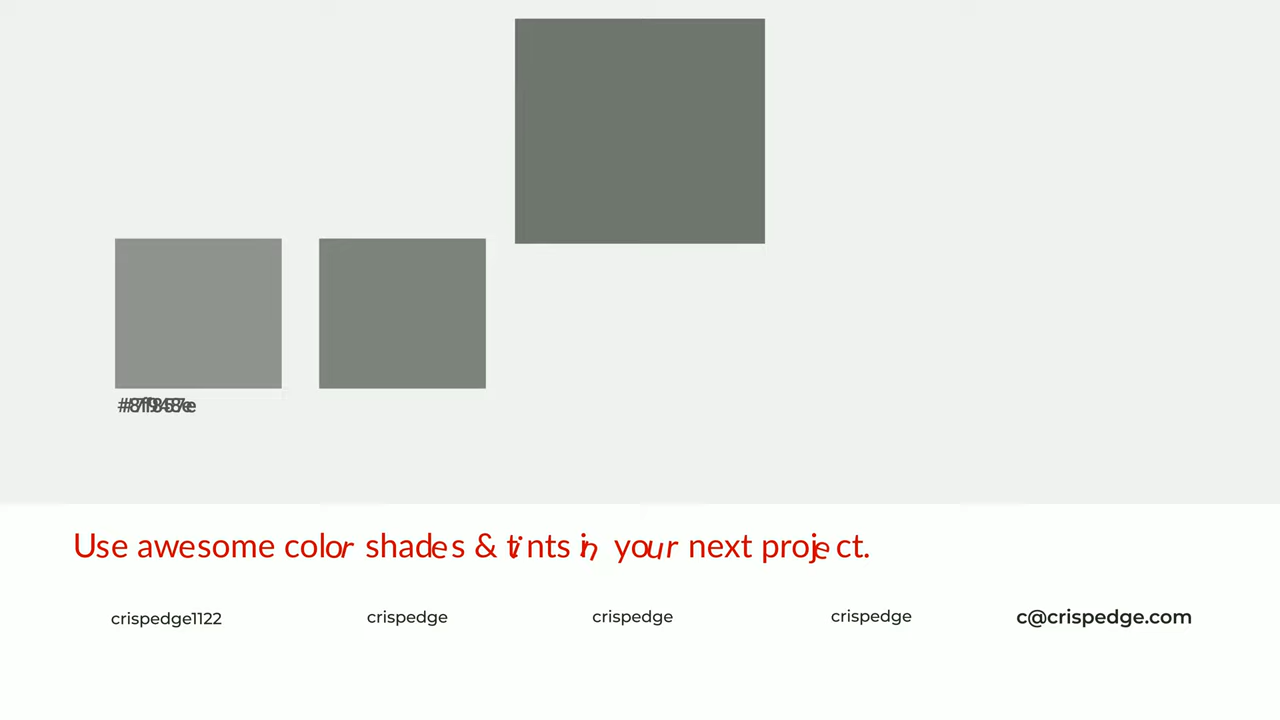 Use awesome color shades & tints in your next project.
crispedge1122 crispedge crispedge crispedge c@crispedge.com